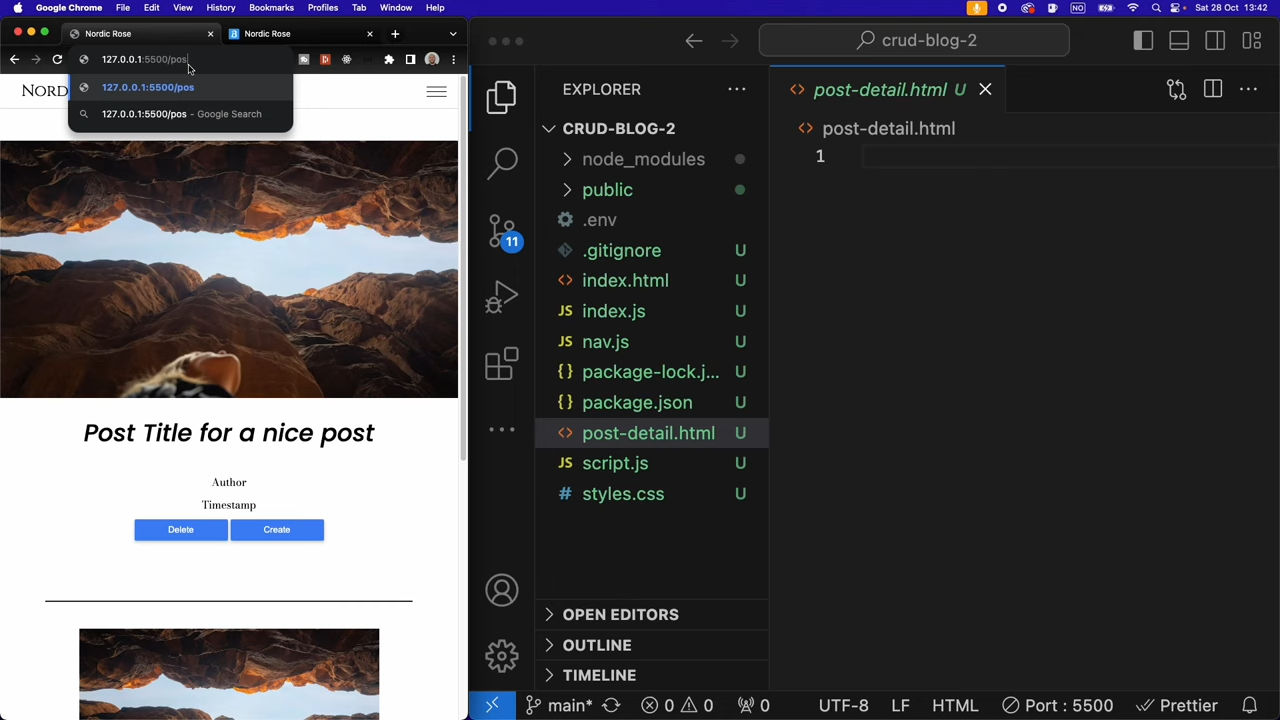 Google Chrome File Edit View History Bookmarks Profiles Tab Window Help NO Sat 28 Oct 13:42
Nordic Rose
Nordic Rose
127.0.0.1:5500/pos
127.0.0.1:5500/pos
127.0.0.1:5500/pos - Google Search
NORD
Post Title for a nice post
Author
Timestamp
Delete Create
crud-blog-2
EXPLORER
CRUD-BLOG-2
node_modules
public
.env
.gitignore U
index.html U
JS index.js U
JS nav.js U
{} package-lock.j... U
{} package.json U
post-detail.html U
JS script.js U
# styles.css U
OPEN EDITORS
OUTLINE
TIMELINE
11
post-detail.html U
post-detail.html
1
main* 0 0 0 UTF-8 LF HTML Port : 5500 Prettier